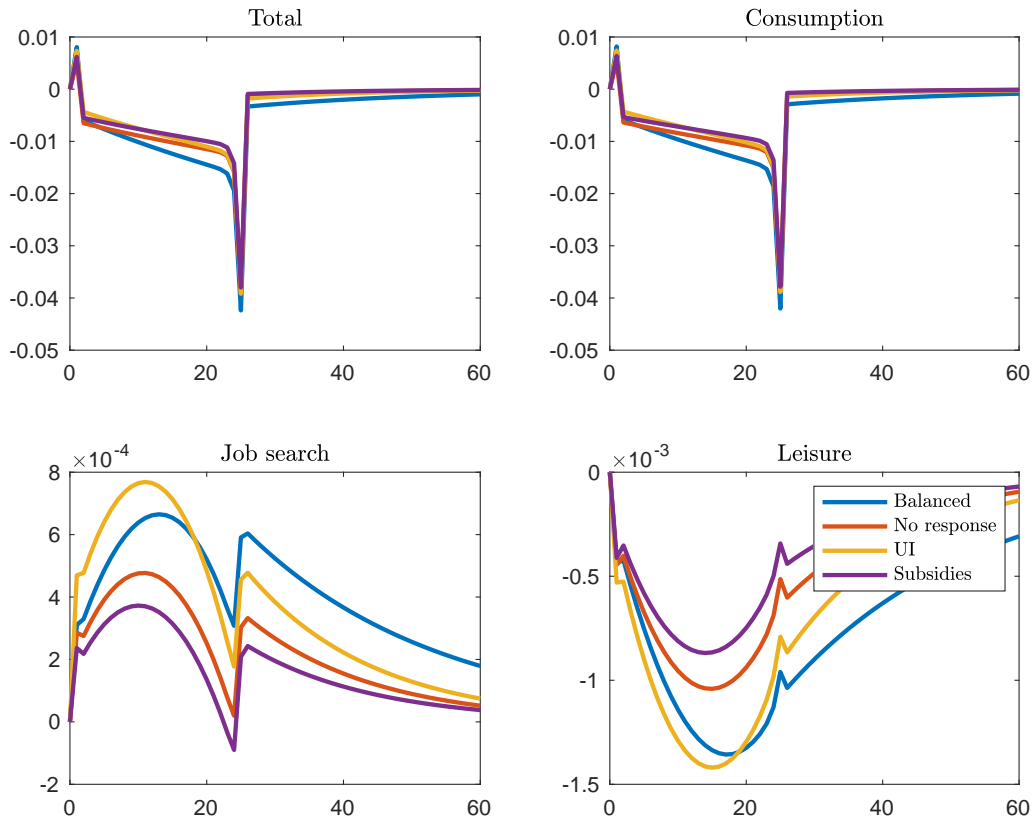 Total
0.01
0
-0.01
-0.02
-0.03
-0.04
-0.05
0 20 40 60
Consumption
0.01
0
-0.01
-0.02
-0.03
-0.04
-0.05
0 20 40 60
Job search
×10^-4
8
6
4
2
0
-2
0 20 40 60
Leisure
×10^-3
0
-0.5
-1
-1.5
0 20 40 60
Balanced
No response
UI
Subsidies